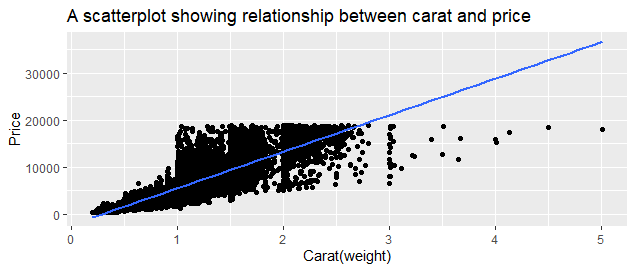 A scatterplot showing relationship between carat and price
30000
20000
10000
0
Price
0 1 2 3 4 5
Carat(weight)